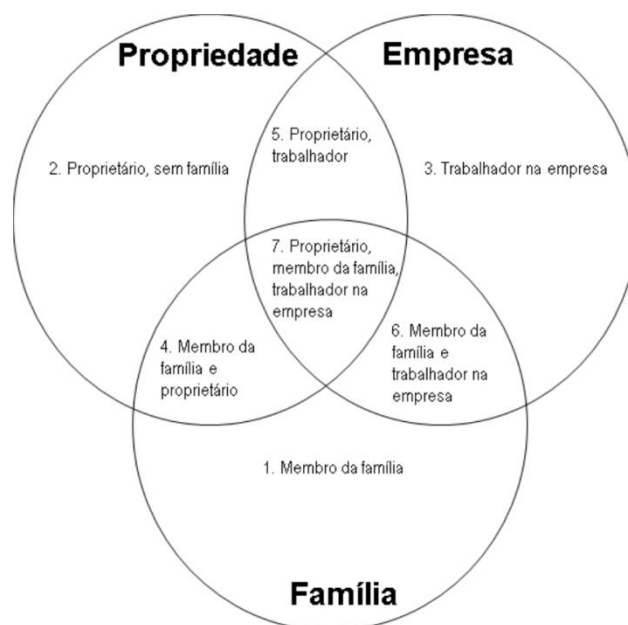 Propriedade
Empresa
5. Proprietário,
trabalhador
2. Proprietário, sem família
3. Trabalhador na empresa
7. Proprietário,
membro da família,
trabalhador na
empresa
4. Membro da
família e
proprietário
6. Membro da
família e
trabalhador na
empresa
1. Membro da família
Família